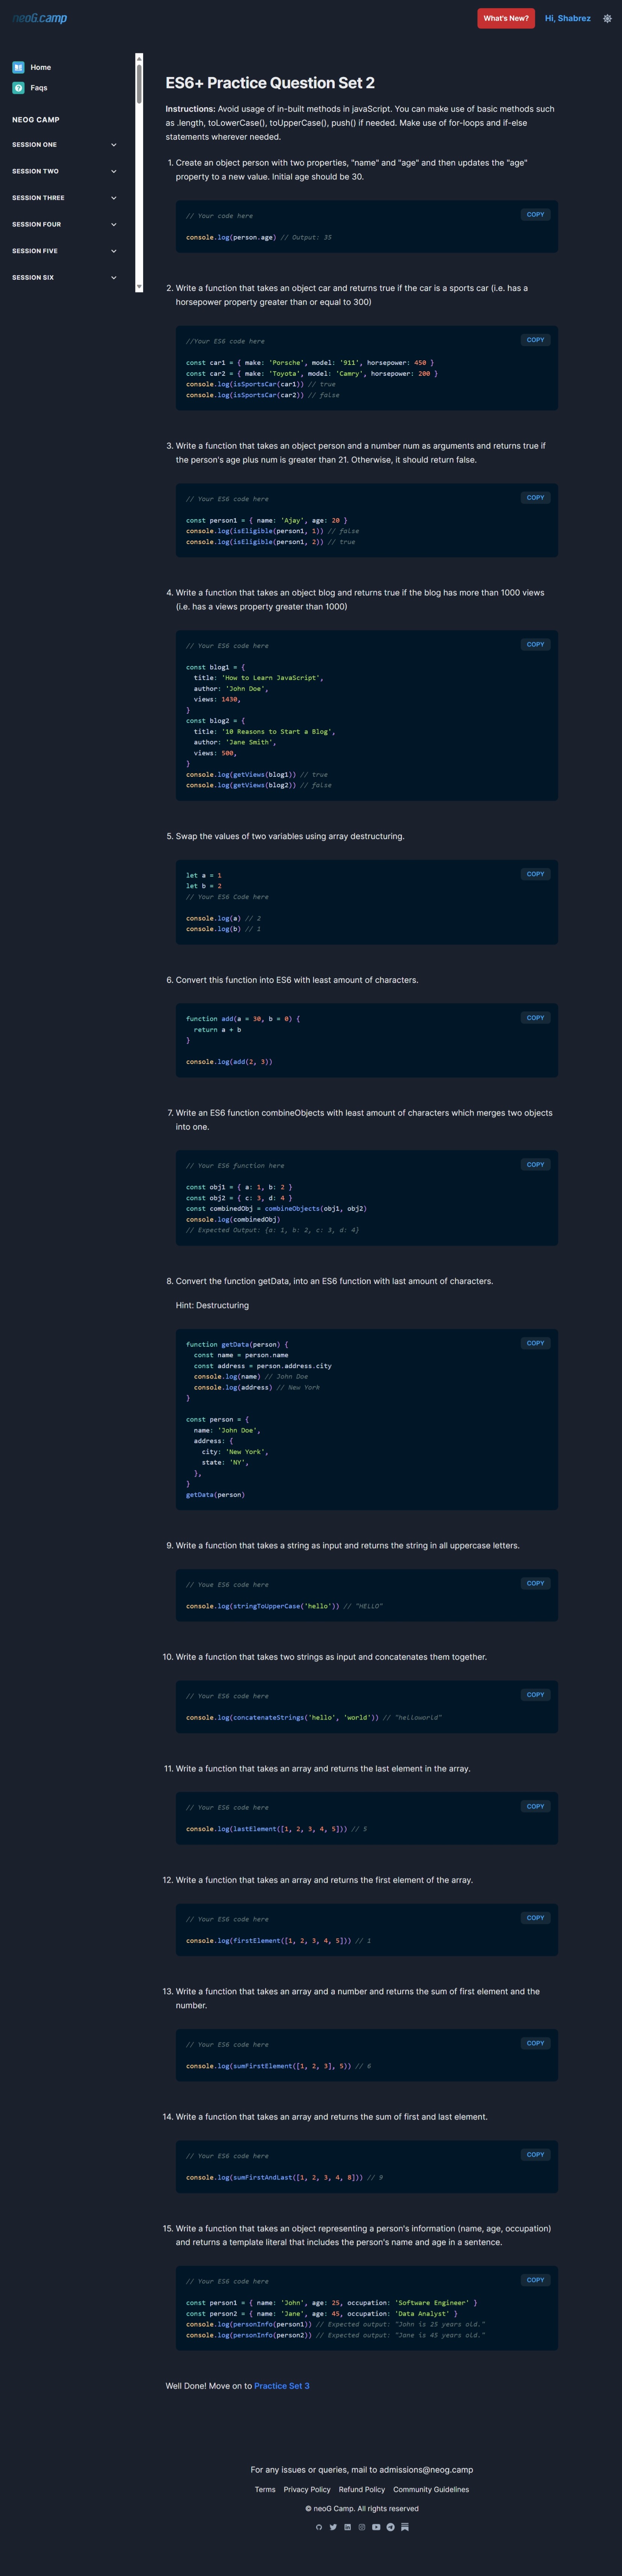 neoG.camp
What's New?
Hi, Shabrez
Home
Faqs
NEOG CAMP
SESSION ONE
SESSION TWO
SESSION THREE
SESSION FOUR
SESSION FIVE
SESSION SIX
ES6+ Practice Question Set 2
Instructions: Avoid usage of in-built methods in javaScript. You can make use of basic methods such
as .length, toLowerCase(), toUpperCase(), push() if needed. Make use of for-loops and if-else
statements wherever needed.
1. Create an object person with two properties, "name" and "age" and then updates the "age"
property to a new value. Initial age should be 30.
COPY
// Your code here
console.log(person.age) // Output: 35
2. Write a function that takes an object car and returns true if the car is a sports car (i.e. has a
horsepower property greater than or equal to 300)
COPY
//Your ES6 code here
const car1 = { make: 'Porsche', model: '911', horsepower: 450 }
const car2 = { make: 'Toyota', model: 'Camry', horsepower: 200 }
console.log(isSportsCar(car1)) // true
console.log(isSportsCar(car2)) // false
3. Write a function that takes an object person and a number num as arguments and returns true if
the person's age plus num is greater than 21. Otherwise, it should return false.
COPY
// Your ES6 code here
const person1 = { name: 'Ajay', age: 20 }
console.log(isEligible(person1, 1)) // false
console.log(isEligible(person1, 2)) // true
4. Write a function that takes an object blog and returns true if the blog has more than 1000 views
(i.e. has a views property greater than 1000)
COPY
// Your ES6 code here
const blog1 = {
title: 'How to Learn JavaScript',
author: 'John Doe',
views: 1430,
}
const blog2 = {
title: '10 Reasons to Start a Blog',
author: 'Jane Smith',
views: 500,
}
console.log(getViews(blog1)) // true
console.log(getViews(blog2)) // false
5. Swap the values of two variables using array destructuring.
COPY
let a = 1
let b = 2
// Your ES6 Code here
console.log(a) // 2
console.log(b) // 1
6. Convert this function into ES6 with least amount of characters.
COPY
function add(a = 30, b = 0) {
return a + b
}
console.log(add(2, 3))
7. Write an ES6 function combineObjects with least amount of characters which merges two objects
into one.
COPY
// Your ES6 function here
const obj1 = { a: 1, b: 2 }
const obj2 = { c: 3, d: 4 }
const combinedObj = combineObjects(obj1, obj2)
console.log(combinedObj)
// Expected Output: {a: 1, b: 2, c: 3, d: 4}
8. Convert the function getData, into an ES6 function with last amount of characters.
Hint: Destructuring
COPY
function getData(person) {
const name = person.name
const address = person.address.city
console.log(name) // John Doe
console.log(address) // New York
}
const person = {
name: 'John Doe',
address: {
city: 'New York',
state: 'NY',
},
}
getData(person)
9. Write a function that takes a string as input and returns the string in all uppercase letters.
COPY
// Youe ES6 code here
console.log(stringToUpperCase('hello')) // "HELLO"
10. Write a function that takes two strings as input and concatenates them together.
COPY
// Your ES6 code here
console.log(concatenateStrings('hello', 'world')) // "helloworld"
11. Write a function that takes an array and returns the last element in the array.
COPY
// Your ES6 code here
console.log(lastElement([1, 2, 3, 4, 5])) // 5
12. Write a function that takes an array and returns the first element of the array.
COPY
// Your ES6 code here
console.log(firstElement([1, 2, 3, 4, 5])) // 1
13. Write a function that takes an array and a number and returns the sum of first element and the
number.
COPY
// Your ES6 code here
console.log(sumFirstElement([1, 2, 3], 5)) // 6
14. Write a function that takes an array and returns the sum of first and last element.
COPY
// Your ES6 code here
console.log(sumFirstAndLast([1, 2, 3, 4, 8])) // 9
15. Write a function that takes an object representing a person's information (name, age, occupation)
and returns a template literal that includes the person's name and age in a sentence.
COPY
// Your ES6 code here
const person1 = { name: 'John', age: 25, occupation: 'Software Engineer' }
const person2 = { name: 'Jane', age: 45, occupation: 'Data Analyst' }
console.log(personInfo(person1)) // Expected output: "John is 25 years old."
console.log(personInfo(person2)) // Expected output: "Jane is 45 years old."
Well Done! Move on to Practice Set 3
For any issues or queries, mail to admissions@neog.camp
Terms Privacy Policy Refund Policy Community Guidelines
© neoG Camp. All rights reserved